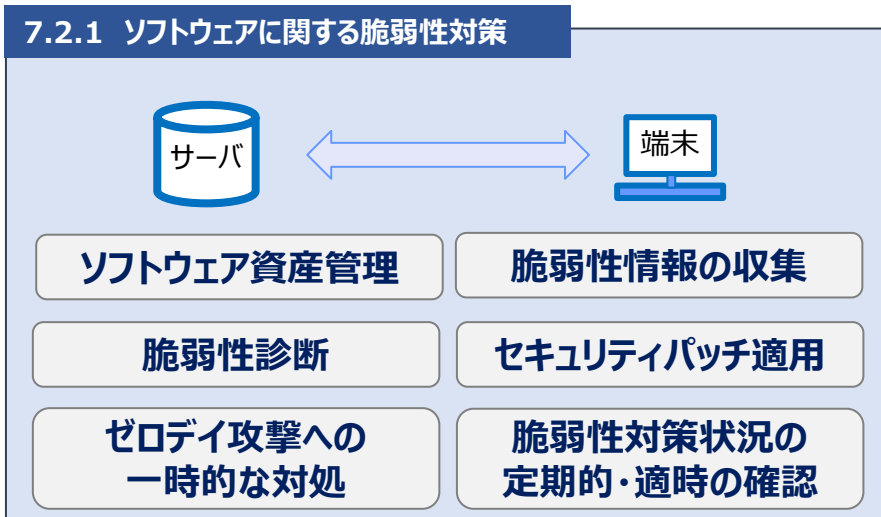 7.2.1 ソフトウェアに関する脆弱性対策
サーバ
端末
ソフトウェア資産管理
脆弱性情報の収集
脆弱性診断
セキュリティパッチ適用
ゼロデイ攻撃への
一時的な対処
脆弱性対策状況の
定期的・適時の確認